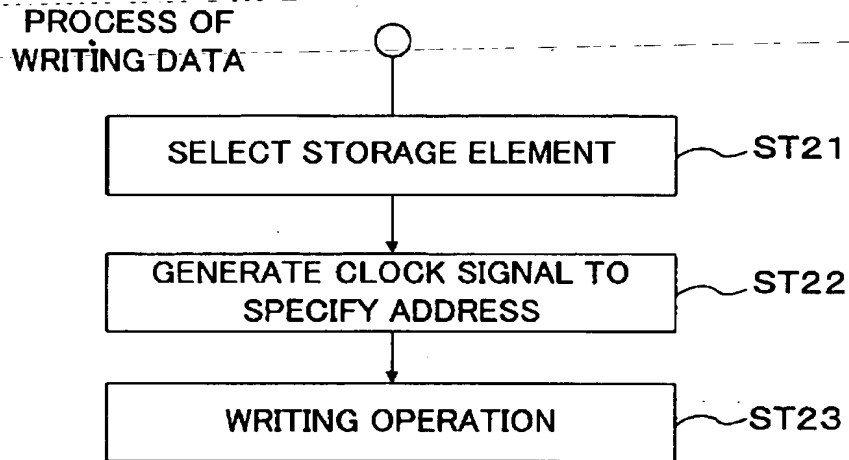 PROCESS OF
WRITING DATA
SELECT STORAGE ELEMENT
ST21
GENERATE CLOCK SIGNAL TO
SPECIFY ADDRESS
ST22
WRITING OPERATION
ST23